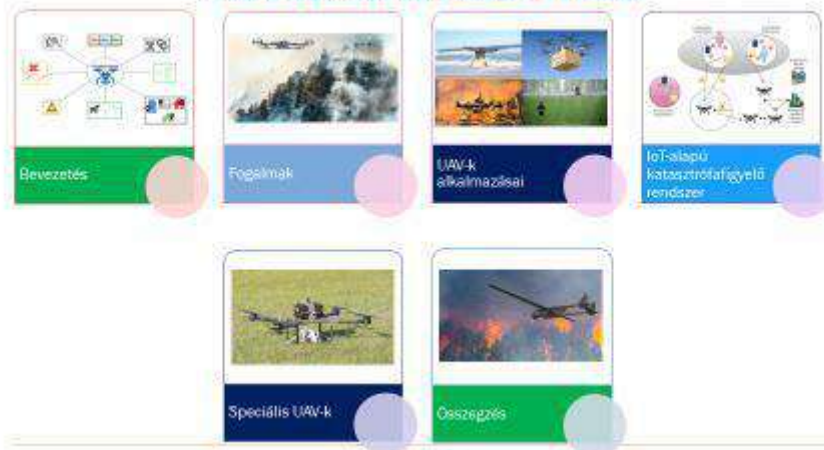 Bevezetés
Fogalmak
UAV-k
alkalmazásai
IoT-alapú
katasztrófafigyelő
rendszer
Speciális UAV-k
Összegzés